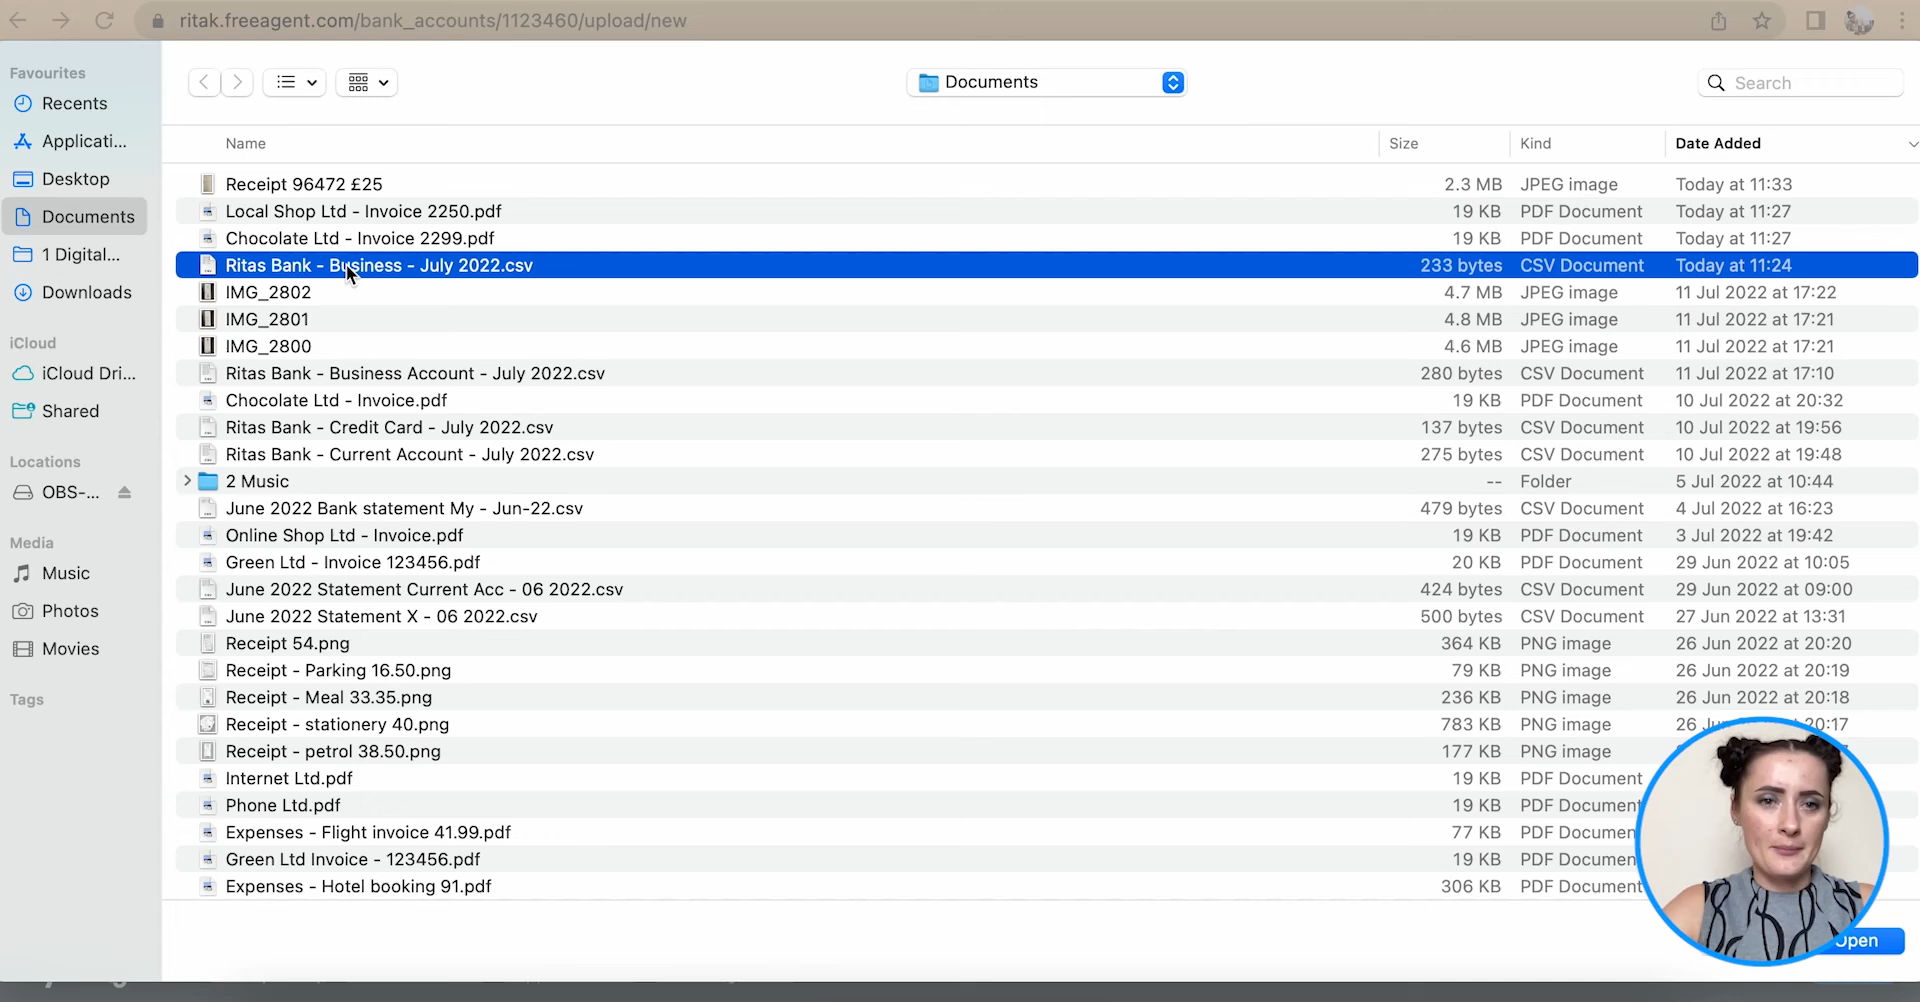 ritak.freeagent.com/bank_accounts/1123460/upload/new
Documents
Search
Favourites
Recents
Applicati...
Desktop
Documents
1 Digital...
Downloads
iCloud
iCloud Dri...
Shared
Locations
OBS-...
Media
Music
Photos
Movies
Tags
Name Size Kind Date Added
Receipt 96472 £25 2.3 MB JPEG image Today at 11:33
Local Shop Ltd - Invoice 2250.pdf 19 KB PDF Document Today at 11:27
Chocolate Ltd - Invoice 2299.pdf 19 KB PDF Document Today at 11:27
Ritas Bank - Business - July 2022.csv 233 bytes CSV Document Today at 11:24
IMG_2802 4.7 MB JPEG image 11 Jul 2022 at 17:22
IMG_2801 4.8 MB JPEG image 11 Jul 2022 at 17:21
IMG_2800 4.6 MB JPEG image 11 Jul 2022 at 17:21
Ritas Bank - Business Account - July 2022.csv 280 bytes CSV Document 11 Jul 2022 at 17:10
Chocolate Ltd - Invoice.pdf 19 KB PDF Document 10 Jul 2022 at 20:32
Ritas Bank - Credit Card - July 2022.csv 137 bytes CSV Document 10 Jul 2022 at 19:56
Ritas Bank - Current Account - July 2022.csv 275 bytes CSV Document 10 Jul 2022 at 19:48
2 Music -- Folder 5 Jul 2022 at 10:44
June 2022 Bank statement My - Jun-22.csv 479 bytes CSV Document 4 Jul 2022 at 16:23
Online Shop Ltd - Invoice.pdf 19 KB PDF Document 3 Jul 2022 at 19:42
Green Ltd - Invoice 123456.pdf 20 KB PDF Document 29 Jun 2022 at 10:05
June 2022 Statement Current Acc - 06 2022.csv 424 bytes CSV Document 29 Jun 2022 at 09:00
June 2022 Statement X - 06 2022.csv 500 bytes CSV Document 27 Jun 2022 at 13:31
Receipt 54.png 364 KB PNG image 26 Jun 2022 at 20:20
Receipt - Parking 16.50.png 79 KB PNG image 26 Jun 2022 at 20:19
Receipt - Meal 33.35.png 236 KB PNG image 26 Jun 2022 at 20:18
Receipt - stationery 40.png 783 KB PNG image 26 20:17
Receipt - petrol 38.50.png 177 KB PNG image
Internet Ltd.pdf 19 KB PDF Document
Phone Ltd.pdf 19 KB PDF Document
Expenses - Flight invoice 41.99.pdf 77 KB PDF Documen
Green Ltd Invoice - 123456.pdf 19 KB PDF Documen
Expenses - Hotel booking 91.pdf 306 KB PDF Document
Open